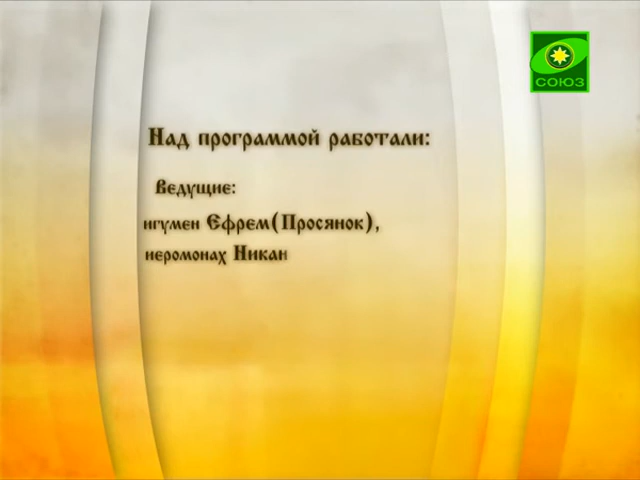 СОЮЗ
Над программой работали:
Ведущие:
игумен Ефрем(Просянок),
иеромонах Никан